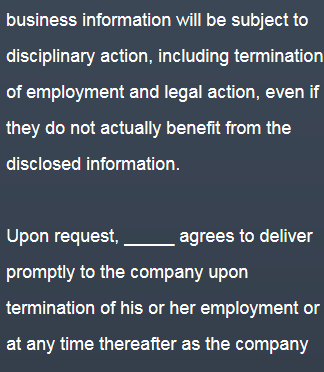 business information will be subject to
disciplinary action, including termination
of employment and legal action, even if
they do not actually benefit from the
disclosed information.
Upon request, _____ agrees to deliver
promptly to the company upon
termination of his or her employment or
at any time thereafter as the company